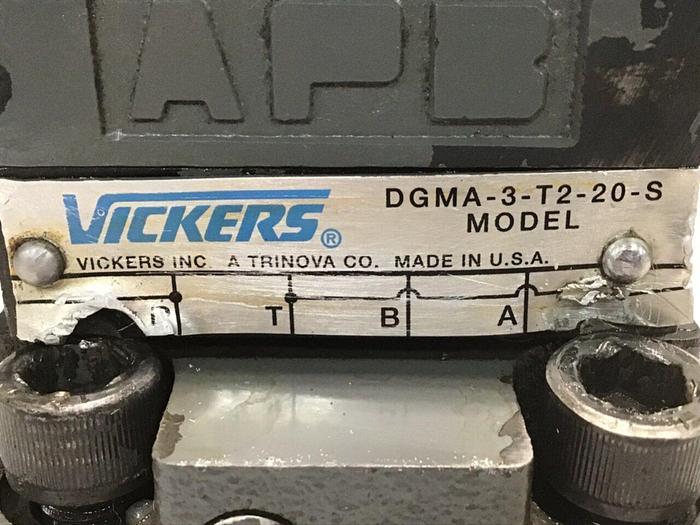 APB
VICKERS®
DGMA-3-T2-20-S
MODEL
VICKERS INC. A TRINOVA CO. MADE IN U.S.A.
P T B A